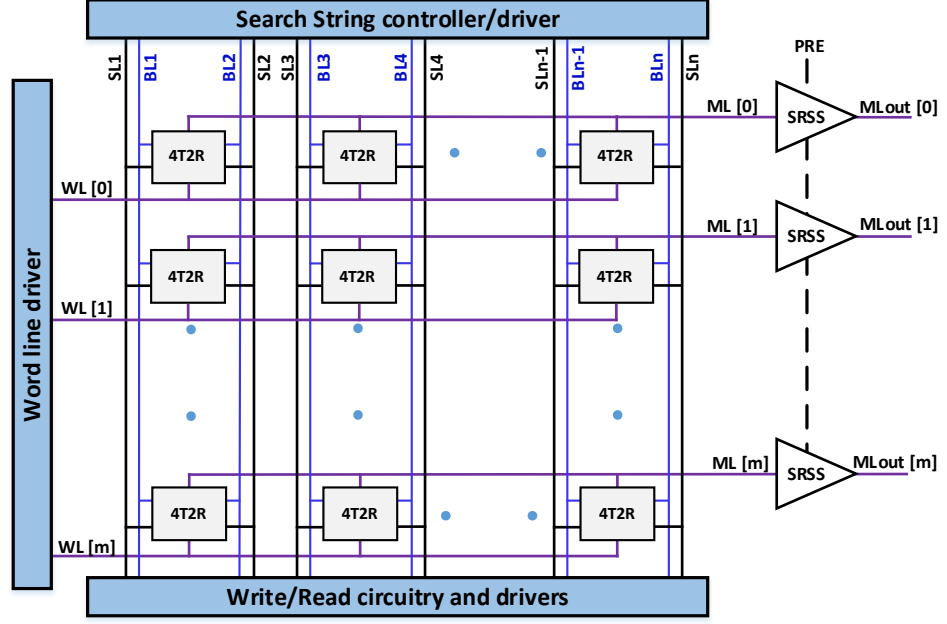 Search String controller/driver
SL1
BL1
BL2
SL2
SL3
BL3
BL4
SL4
SLn-1
BLn-1
BLn
SLn
PRE
ML [0]
SRSS
MLout [0]
4T2R
4T2R
4T2R
WL [0]
ML [1]
SRSS
MLout [1]
4T2R
4T2R
4T2R
WL [1]
Word line driver
ML [m]
SRSS
MLout [m]
4T2R
4T2R
4T2R
WL [m]
Write/Read circuitry and drivers